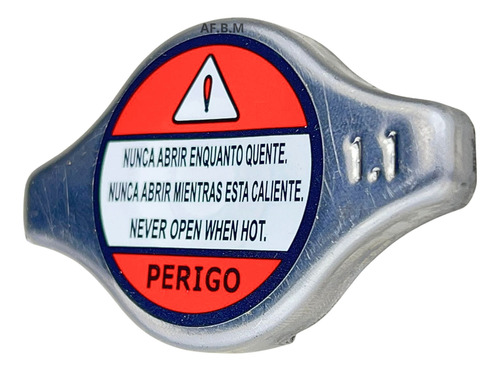 AF.B.M
!
NUNCA ABRIR ENQUANTO QUENTE.
NUNCA ABRIR MIENTRAS ESTA CALIENTE.
NEVER OPEN WHEN HOT.
1.1
PERIGO